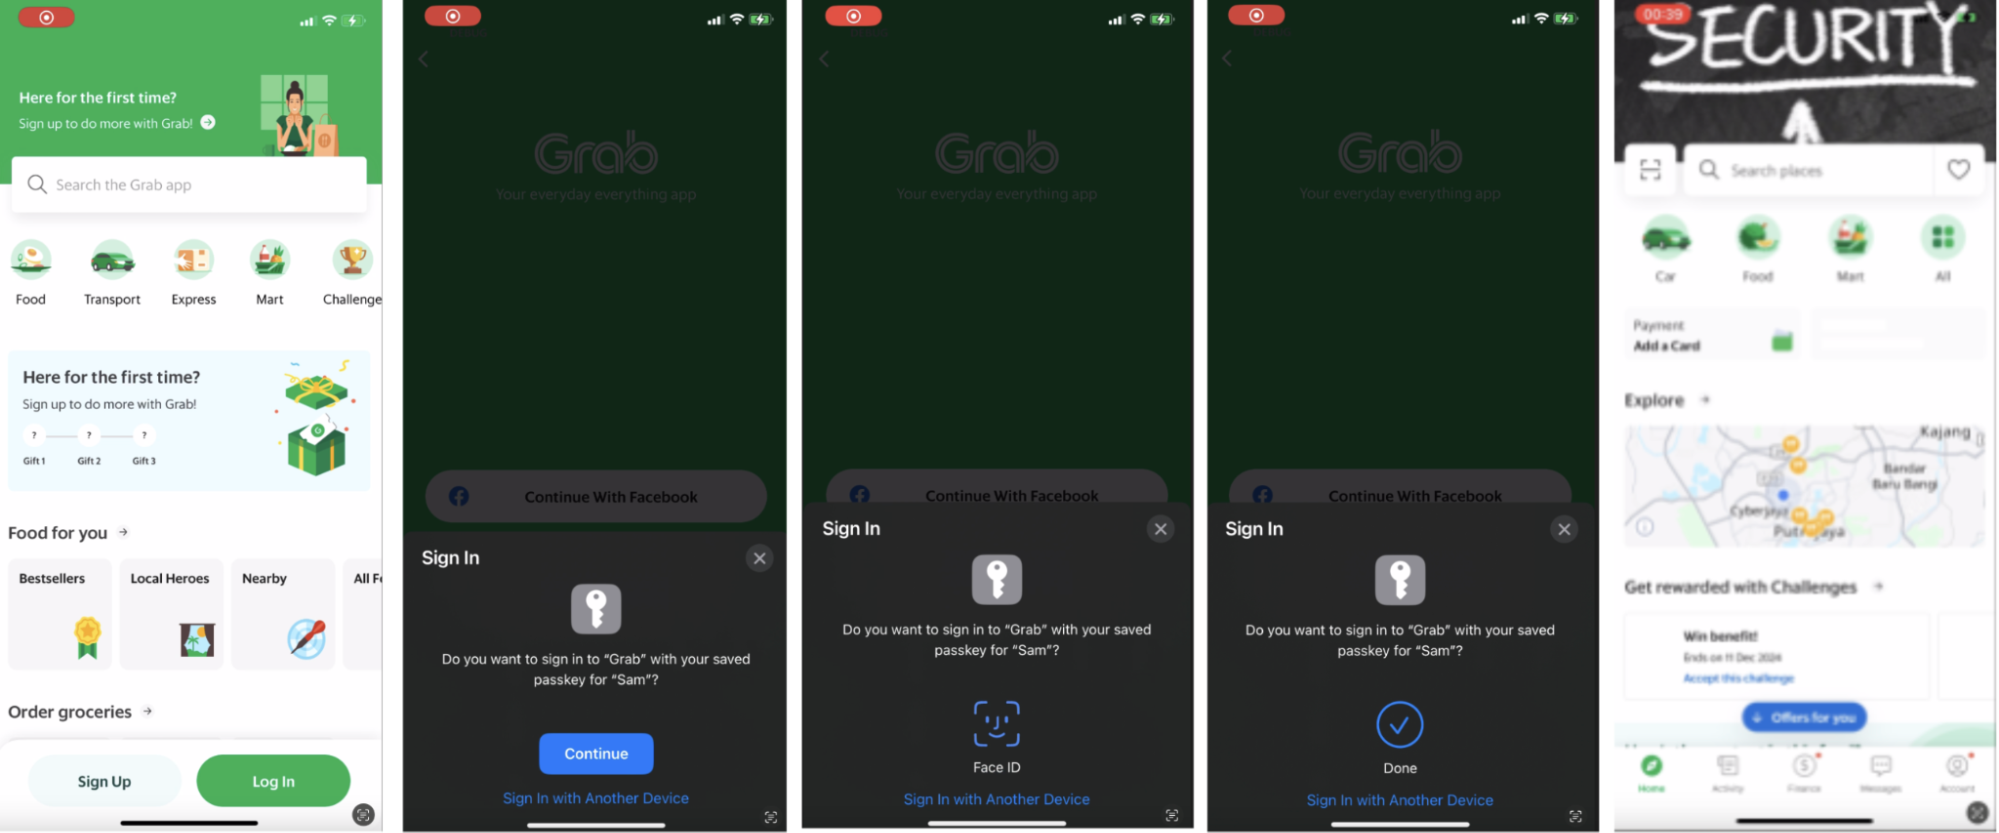 Here for the first time?
Sign up to do more with Grab!
Search the Grab app
Food
Transport
Express
Mart
Challenge
Here for the first time?
Sign up to do more with Grab!
?
?
?
Gift 1
Gift 2
Gift 3
Food for you
Bestsellers
Local Heroes
Nearby
All F
Order groceries
Sign Up
Log In
Grab
Your everyday everything app
Continue With Facebook
Sign In
Do you want to sign in to “Grab” with your saved
passkey for “Sam”?
Continue
Sign In with Another Device
Grab
Your everyday everything app
Continue With Facebook
Sign In
Do you want to sign in to “Grab” with your saved
passkey for “Sam”?
Face ID
Sign In with Another Device
Grab
Your everyday everything app
Continue With Facebook
Sign In
Do you want to sign in to “Grab” with your saved
passkey for “Sam”?
Done
Sign In with Another Device
00:39
SECURITY
Search places
Car
Food
Mart
All
Payment
Add a Card
Explore
Kajang
Bandar
Baru Bangi
Cyberjaya
Putrajaya
Get rewarded with Challenges
Win benefit!
Ends on 11 Dec 2024
Accept this challenge
Offers for you
Home
Activity
Finance
Messages
Account